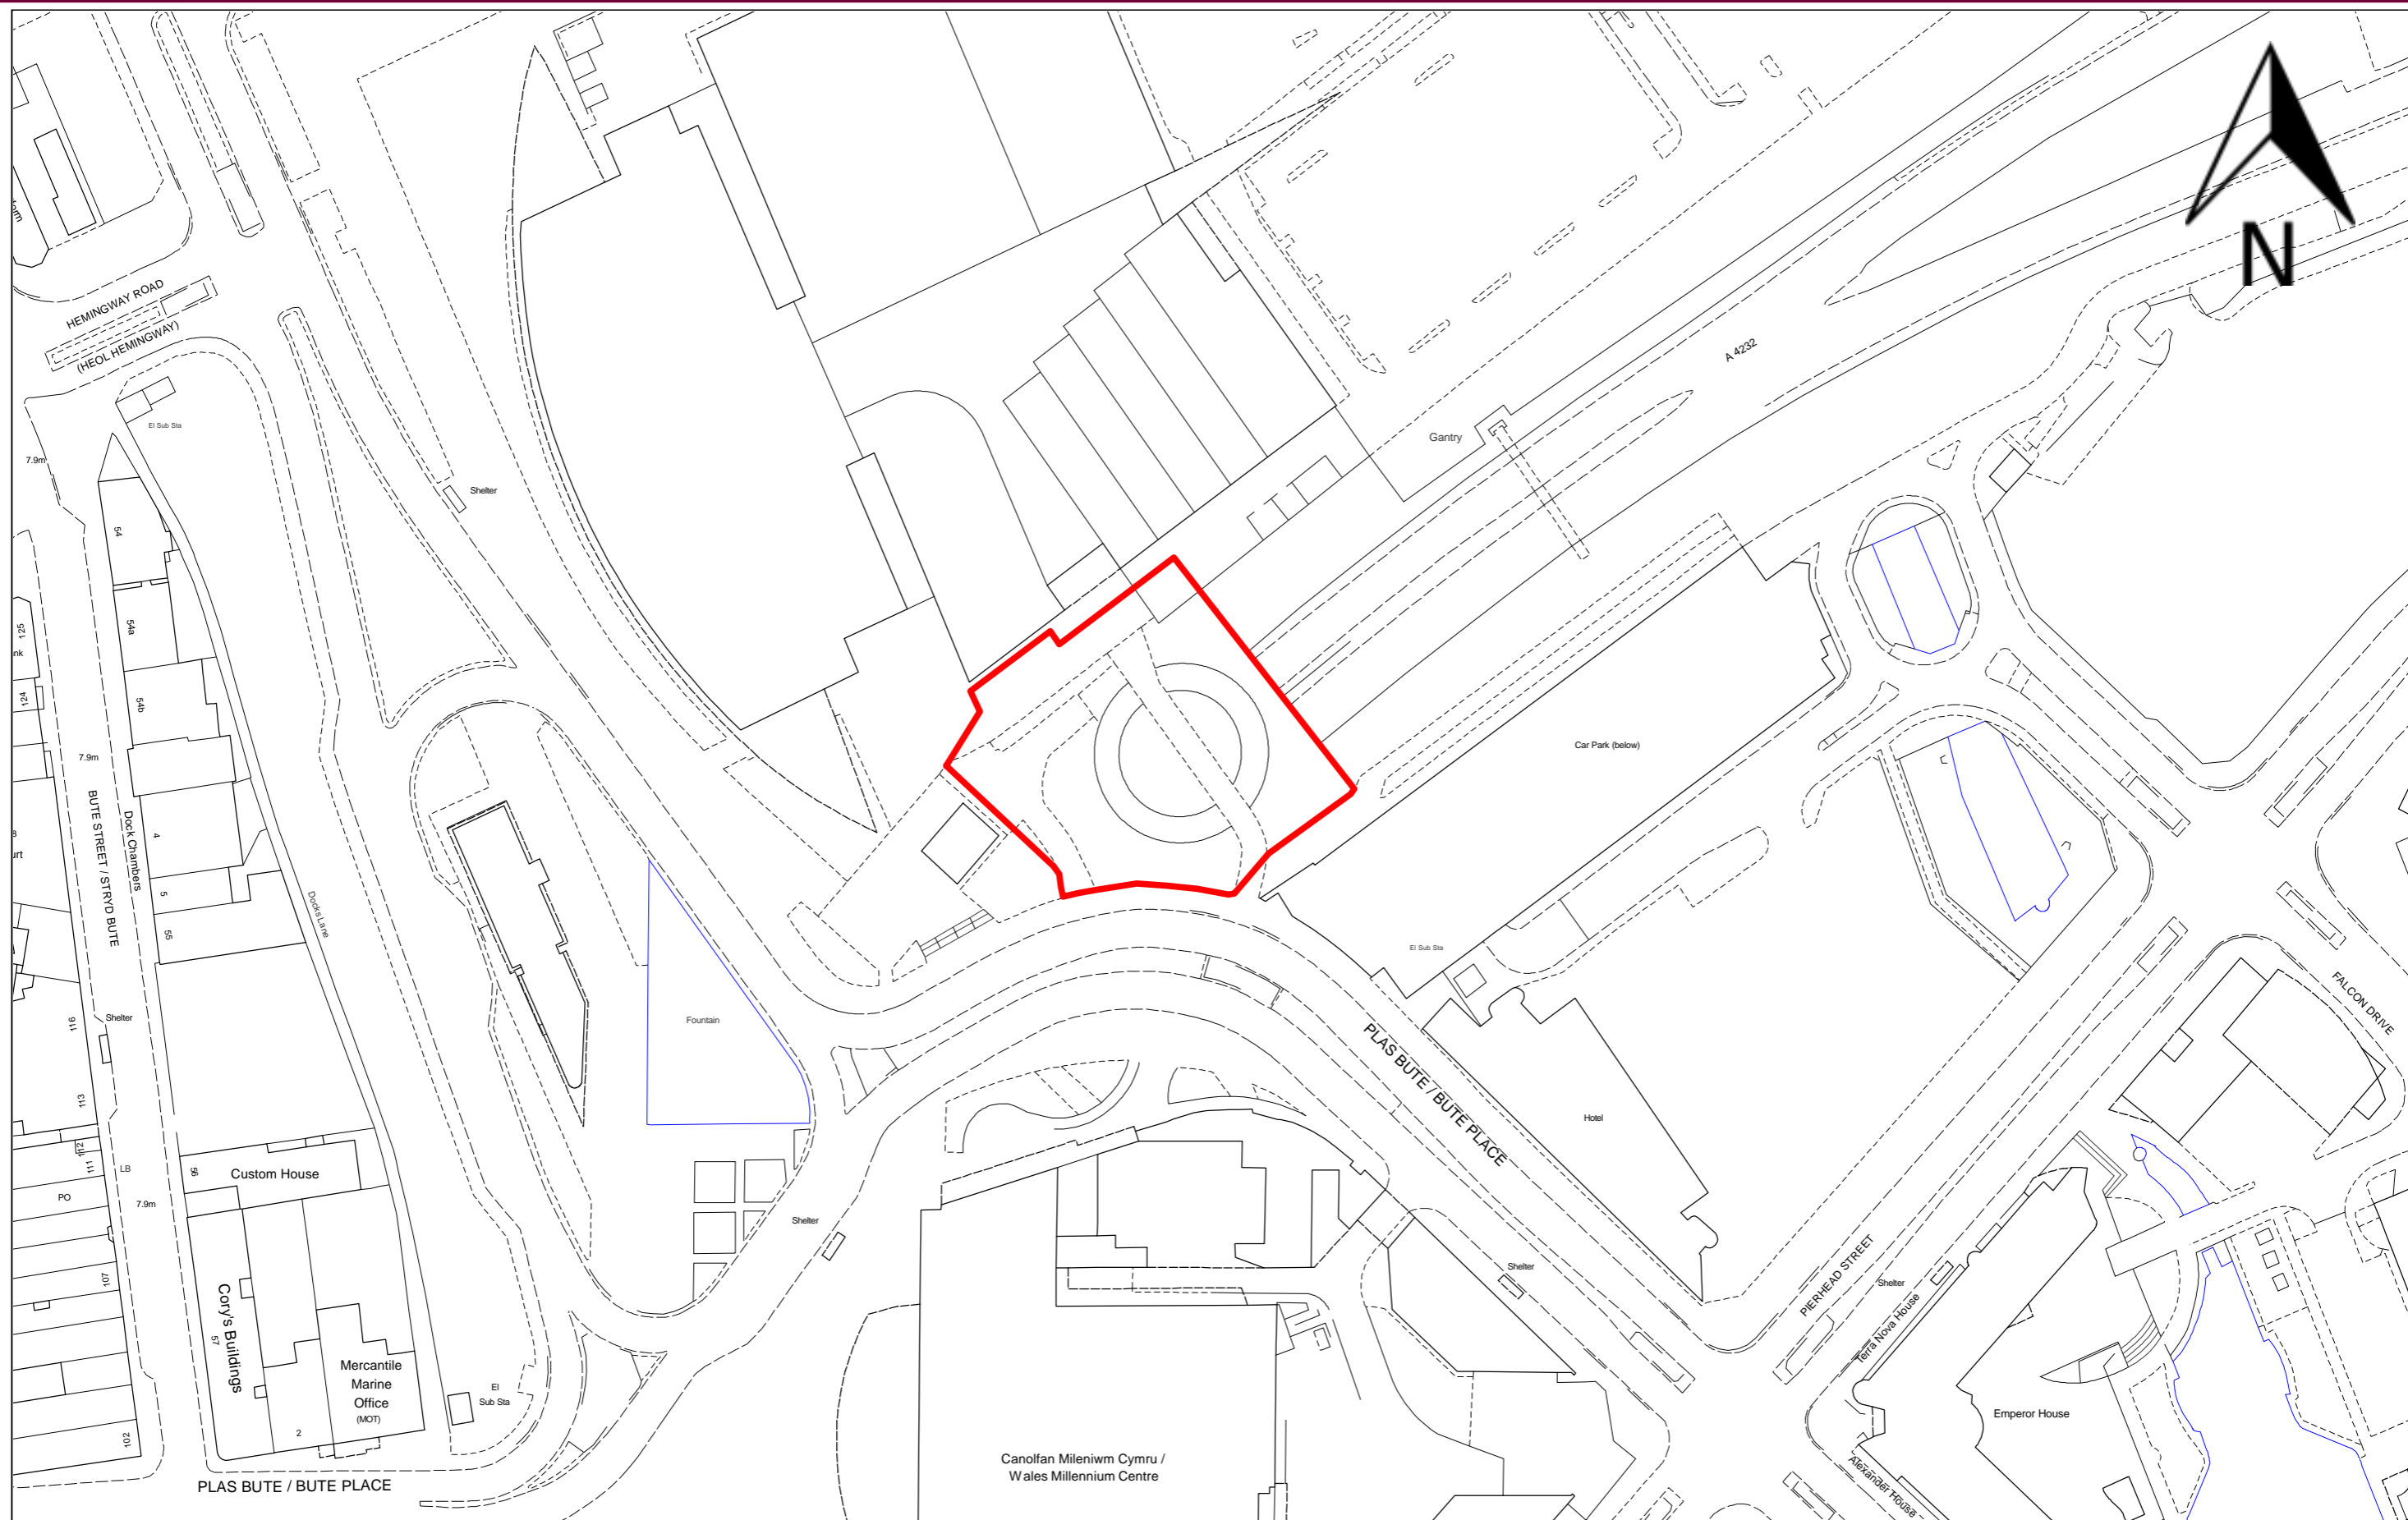 N
HEMINGWAY ROAD
(HEOL HEMINGWAY)
A 4232
El Sub Sta
Gantry
7.9m
Shelter
54
54a
125
124
54b
7.9m
Car Park (below)
BUTE STREET / STRYD BUTE
Dock Chambers
4
5
55
Docks Lane
El Sub Sta
FALCON DRIVE
116
Shelter
Fountain
PLAS BUTE / BUTE PLACE
113
Hotel
112
111
LB
56
Custom House
PO
7.9m
Shelter
107
Shelter
PIERHEAD STREET
Shelter
Terra Nova House
Cory's Buildings
57
Mercantile
Marine
Office
(MOT)
El
Sub Sta
2
102
Emperor House
Canolfan Mileniwm Cymru /
Wales Millennium Centre
Alexander House
PLAS BUTE / BUTE PLACE